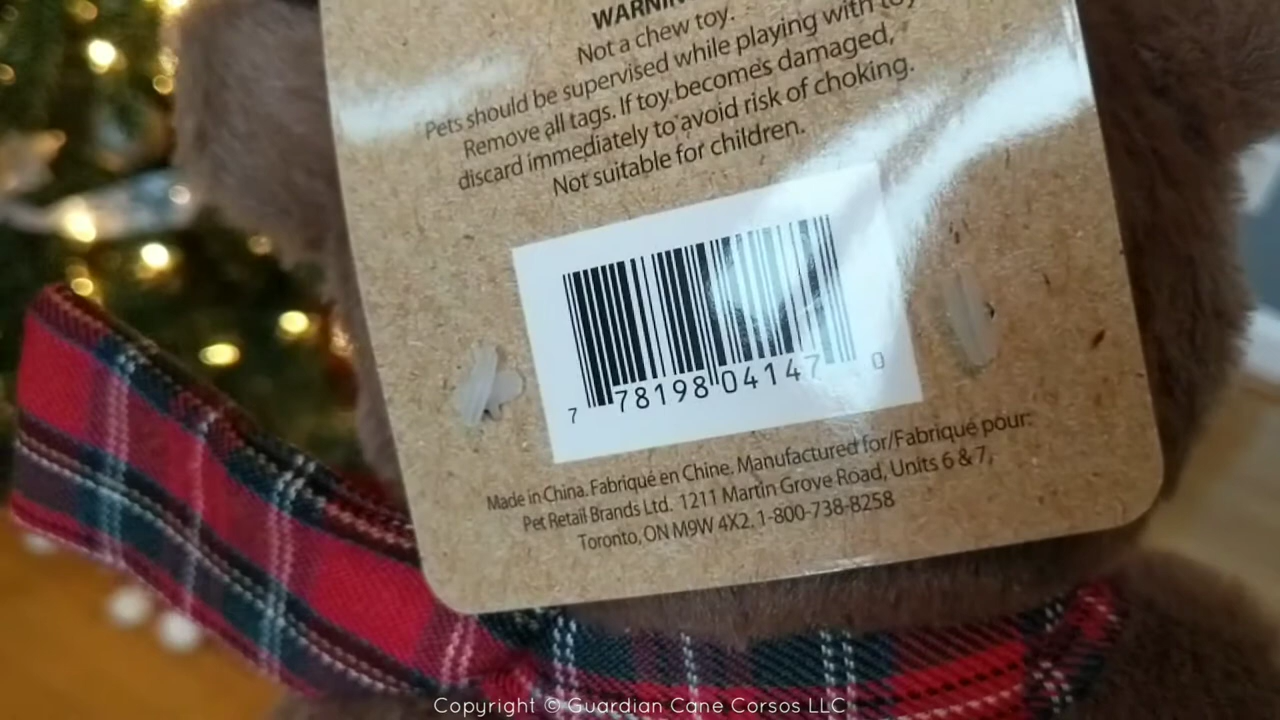 WARNIN
Not a chew toy.
Pets should be supervised while playing with toy
Remove all tags. If toy becomes damaged,
discard immediately to avoid risk of choking.
Not suitable for children.
7 78198 04147 0
Made in China. Fabriqué en Chine. Manufactured for/Fabriqué pour:
Pet Retail Brands Ltd. 1211 Martin Grove Road, Units 6 & 7,
Toronto, ON M9W 4X2. 1-800-738-8258
Copyright © Guardian Cane Corsos LLC